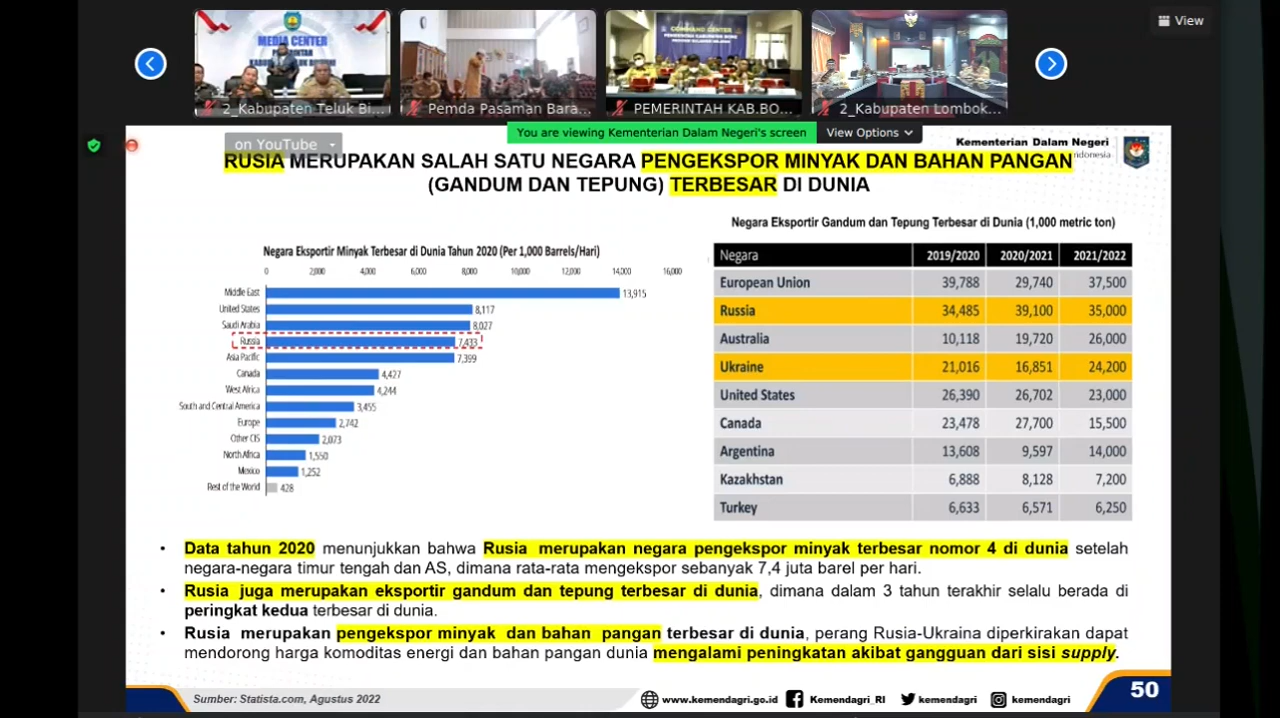 View
MEDIA CENTER
2_Kabupaten Teluk Bi...
Pemda Pasaman Bara...
COMMAND CENTER
PEMERINTAH KAB.BO...
2_Kabupaten Lombok...
You are viewing Kementerian Dalam Negeri's screen
View Options
on YouTube
Kementerian Dalam Negeri
RUSIA MERUPAKAN SALAH SATU NEGARA PENGEKSPOR MINYAK DAN BAHAN PANGAN
(GANDUM DAN TEPUNG) TERBESAR DI DUNIA
Negara Eksportir Minyak Terbesar di Dunia Tahun 2020 (Per 1,000 Barrels/Hari)
0 2,000 4,000 6,000 8,000 10,000 12,000 14,000 16,000
Middle East 13,915
United States 8,117
Saudi Arabia 8,027
Russia 7,433
Asia Pacific 7,399
Canada 4,427
West Africa 4,244
South and Central America 3,455
Europe 2,742
Other CIS 2,073
North Africa 1,550
Mexico 1,252
Rest of the World 428
Negara Eksportir Gandum dan Tepung Terbesar di Dunia (1,000 metric ton)
Negara 2019/2020 2020/2021 2021/2022
European Union 39,788 29,740 37,500
Russia 34,485 39,100 35,000
Australia 10,118 19,720 26,000
Ukraine 21,016 16,851 24,200
United States 26,390 26,702 23,000
Canada 23,478 27,700 15,500
Argentina 13,608 9,597 14,000
Kazakhstan 6,888 8,128 7,200
Turkey 6,633 6,571 6,250
• Data tahun 2020 menunjukkan bahwa Rusia merupakan negara pengekspor minyak terbesar nomor 4 di dunia setelah
negara-negara timur tengah dan AS, dimana rata-rata mengekspor sebanyak 7,4 juta barel per hari.
• Rusia juga merupakan eksportir gandum dan tepung terbesar di dunia, dimana dalam 3 tahun terakhir selalu berada di
peringkat kedua terbesar di dunia.
• Rusia merupakan pengekspor minyak dan bahan pangan terbesar di dunia, perang Rusia-Ukraina diperkirakan dapat
mendorong harga komoditas energi dan bahan pangan dunia mengalami peningkatan akibat gangguan dari sisi supply.
Sumber: Statista.com, Agustus 2022
www.kemendagri.go.id Kemendagri_RI kemendagri kemendagri
50